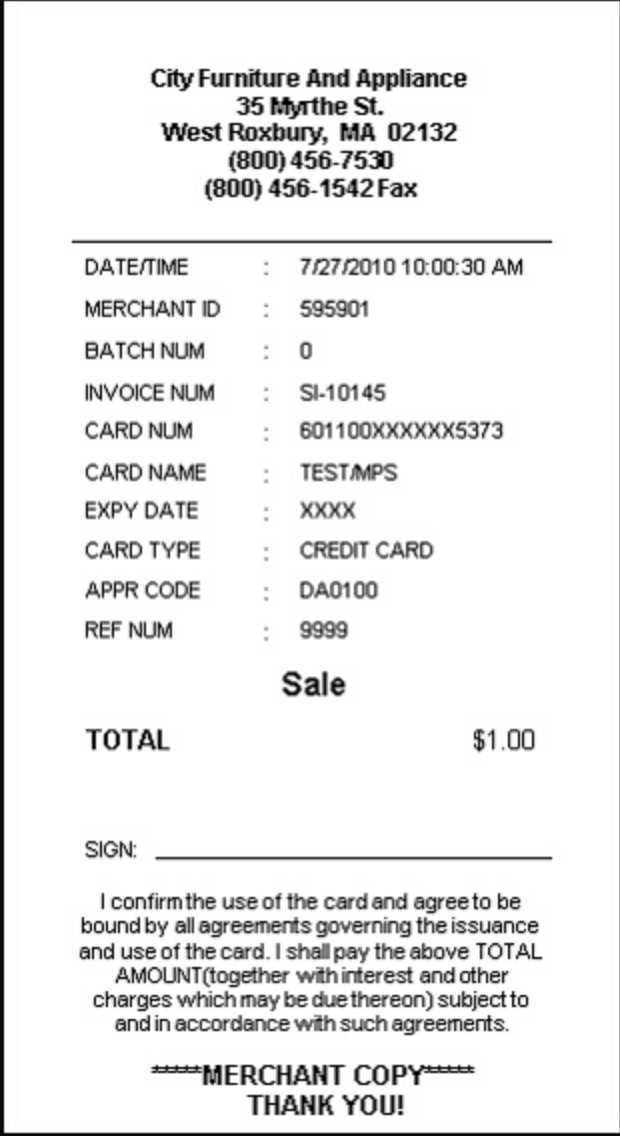 City Furniture And Appliance
35 Myrthe St.
West Roxbury, MA 02132
(800) 456-7530
(800) 456-1542 Fax
DATE/TIME : 7/27/2010 10:00:30 AM
MERCHANT ID : 595901
BATCH NUM : 0
INVOICE NUM : SI-10145
CARD NUM : 601100XXXXXX5373
CARD NAME : TEST/MPS
EXPY DATE : XXXX
CARD TYPE : CREDIT CARD
APPR CODE : DA0100
REF NUM : 9999
Sale
TOTAL $1.00
SIGN:
I confirm the use of the card and agree to be
bound by all agreements governing the issuance
and use of the card. I shall pay the above TOTAL
AMOUNT(together with interest and other
charges which may be due thereon) subject to
and in accordance with such agreements.
*****MERCHANT COPY*****
THANK YOU!